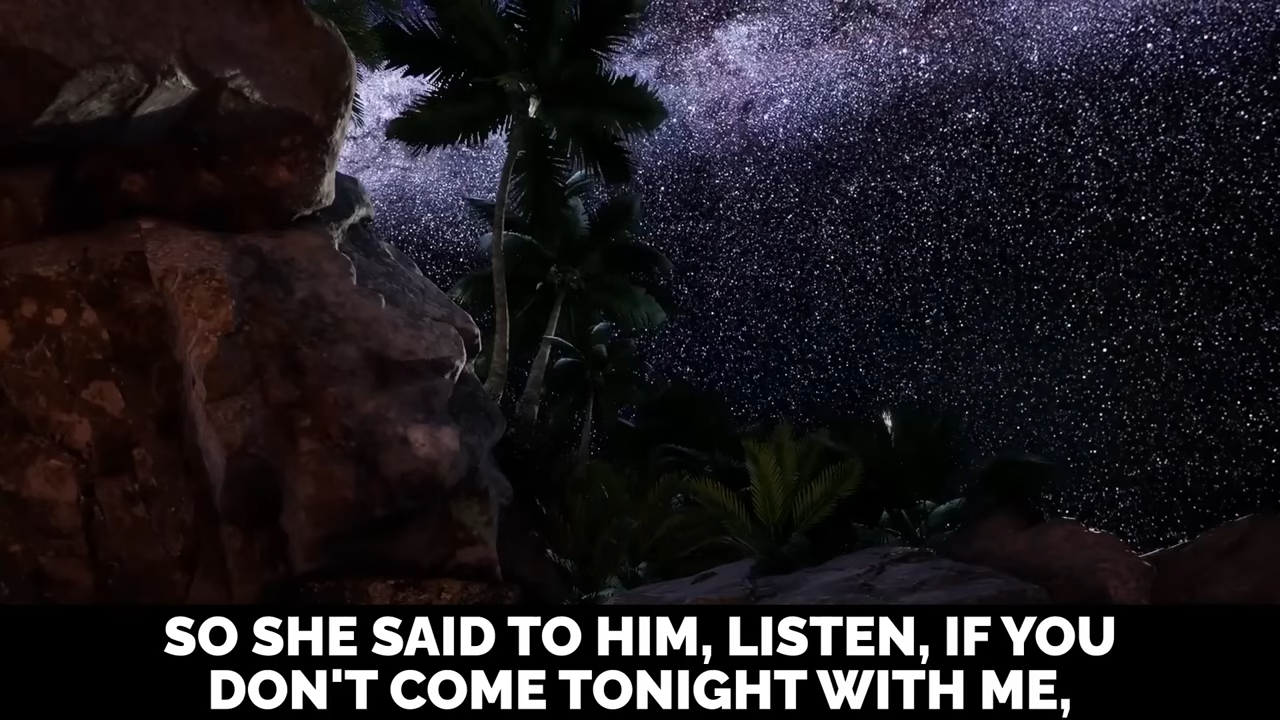 SO SHE SAID TO HIM, LISTEN, IF YOU
DON'T COME TONIGHT WITH ME,